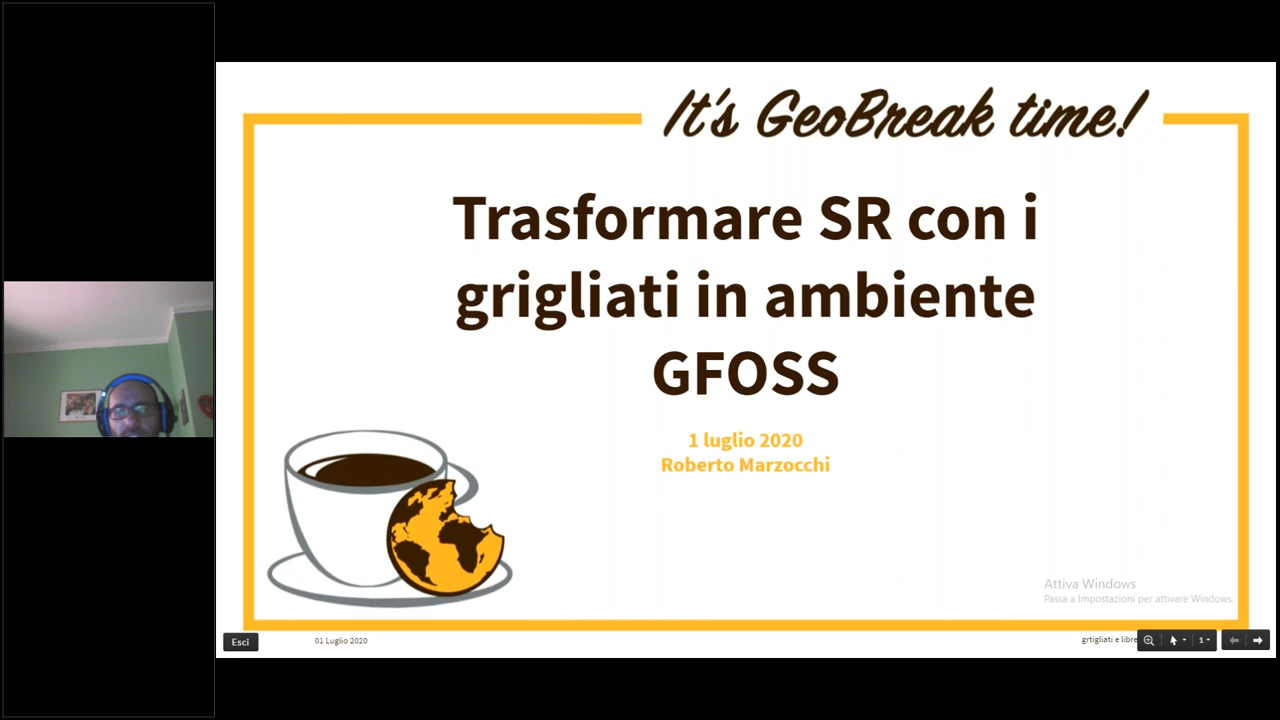 It's GeoBreak time!
Trasformare SR con i
grigliati in ambiente
GFOSS
1 luglio 2020
Roberto Marzocchi
Attiva Windows
Passa a Impostazioni per attivare Windows.
Esci
01 Luglio 2020
grtigliati e libre
1